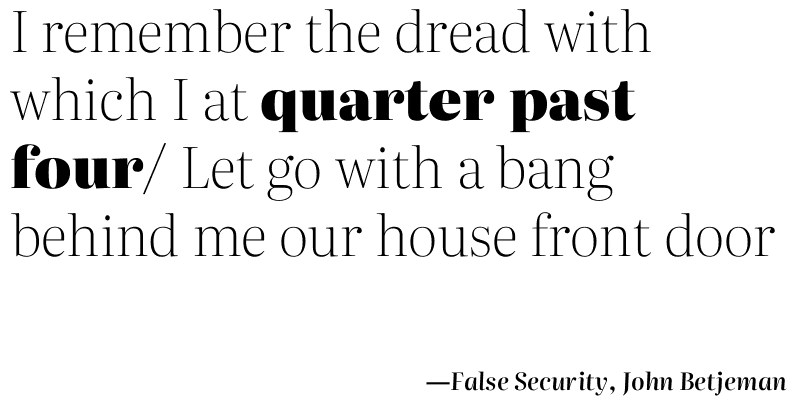 I remember the dread with
which I at quarter past
four/ Let go with a bang
behind me our house front door
—False Security, John Betjeman